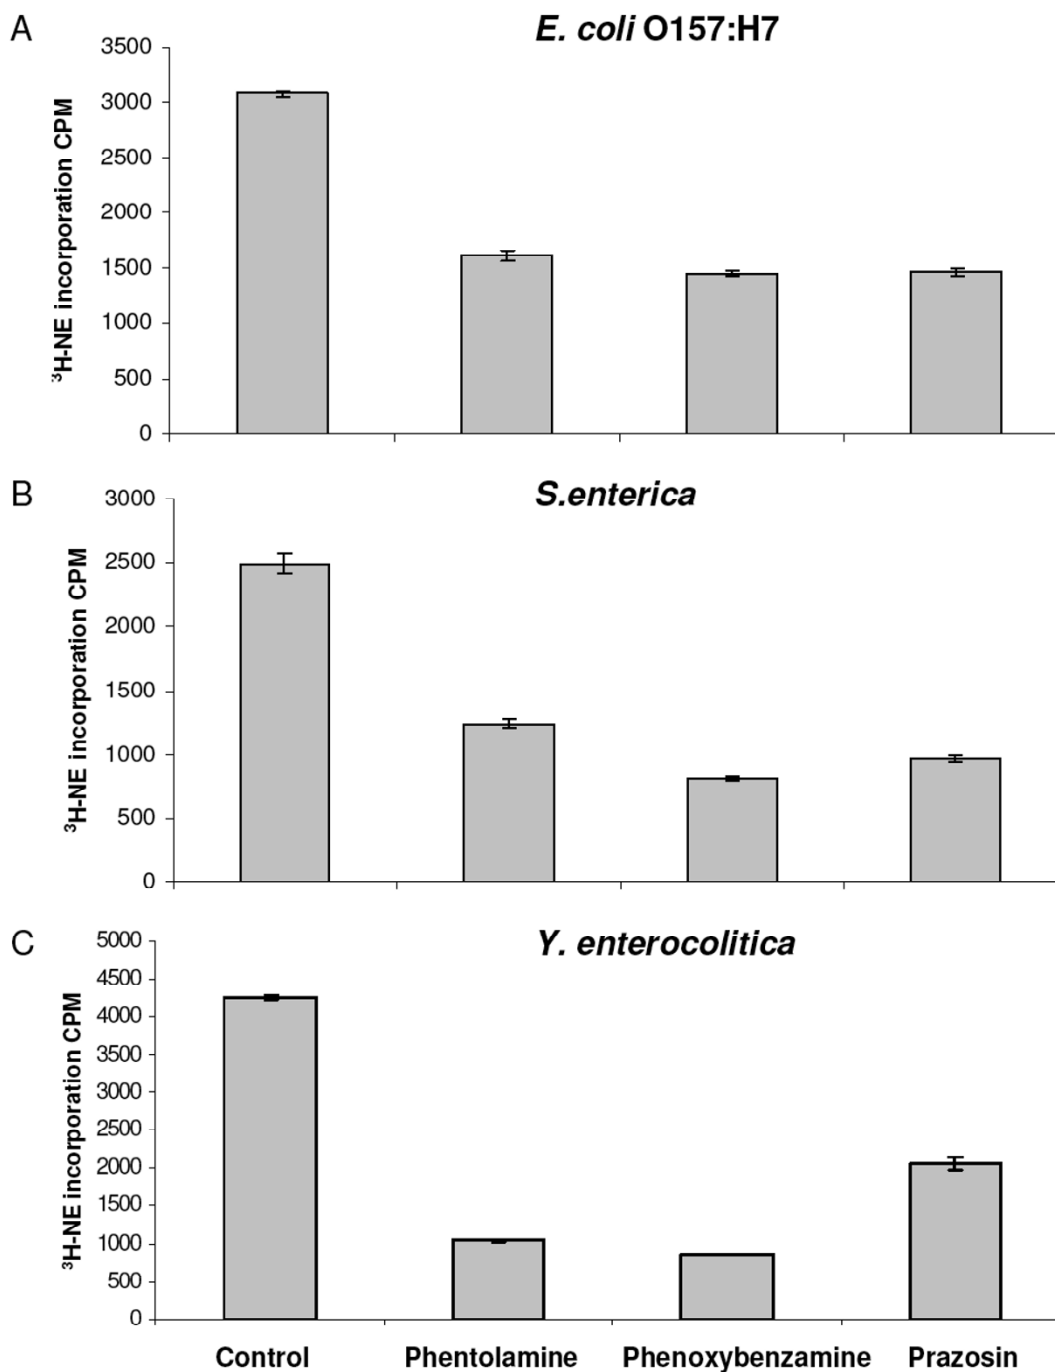 A
E. coli O157:H7
³H-NE incorporation CPM
3500
3000
2500
2000
1500
1000
500
0
B
S.enterica
³H-NE incorporation CPM
3000
2500
2000
1500
1000
500
0
C
Y. enterocolitica
³H-NE incorporation CPM
5000
4500
4000
3500
3000
2500
2000
1500
1000
500
0
Control Phentolamine Phenoxybenzamine Prazosin